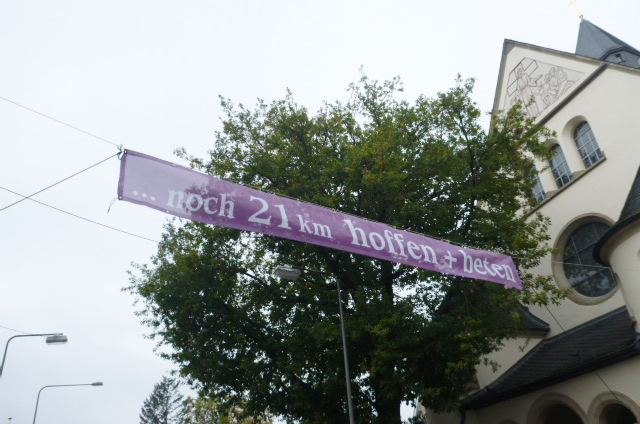 ... noch 21 km hoffen + beten